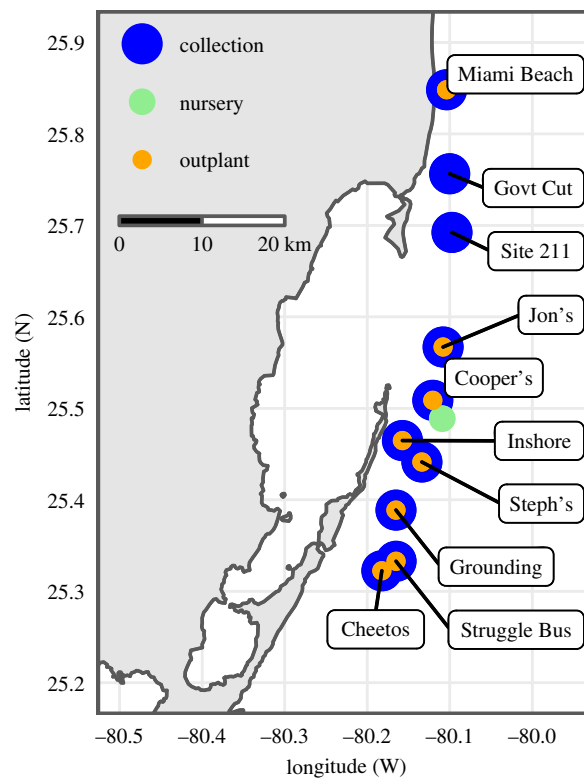 25.9
25.8
25.7
25.6
25.5
25.4
25.3
25.2
latitude (N)
collection
nursery
outplant
0 10 20 km
Miami Beach
Govt Cut
Site 211
Jon's
Cooper's
Inshore
Steph's
Grounding
Cheetos
Struggle Bus
–80.5 –80.4 –80.3 –80.2 –80.1 –80.0
longitude (W)